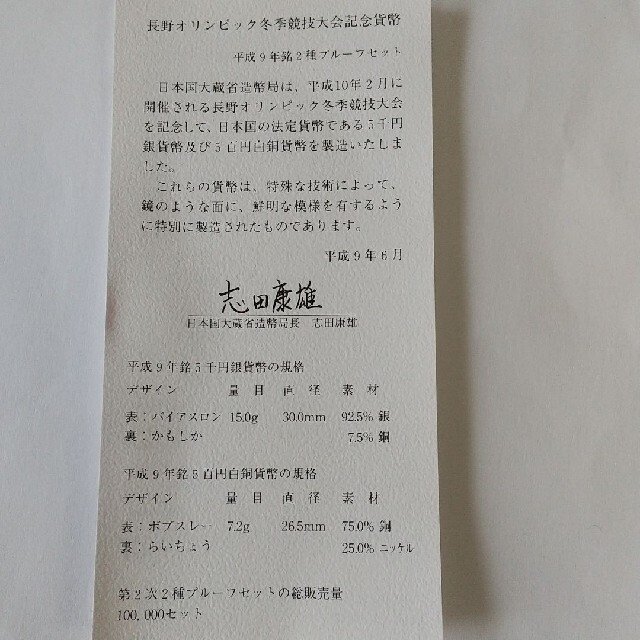 長野オリンピック冬季競技大会記念貨幣
平成9年銘2種プルーフセット
日本国大蔵省造幣局は、平成10年2月に
開催される長野オリンピック冬季競技大会
を記念して、日本国の法定貨幣である5千円
銀貨幣及び5百円白銅貨幣を製造いたしま
した。
これらの貨幣は、特殊な技術によって、
鏡のような面に、鮮明な模様を有するよう
に特別に製造されたものであります。
平成9年6月
志田康雄
日本国大蔵省造幣局長 志田康雄
平成9年銘5千円銀貨幣の規格
デザイン 量目 直径 素材
表：バイアスロン 15.0g 30.0mm 92.5% 銀
裏：かもしか 7.5% 銅
平成9年銘5百円白銅貨幣の規格
デザイン 量目 直径 素材
表：ボブスレー 7.2g 26.5mm 75.0% 銅
裏：らいちょう 25.0% ニッケル
第2次2種プルーフセットの総販売量
100,000セット